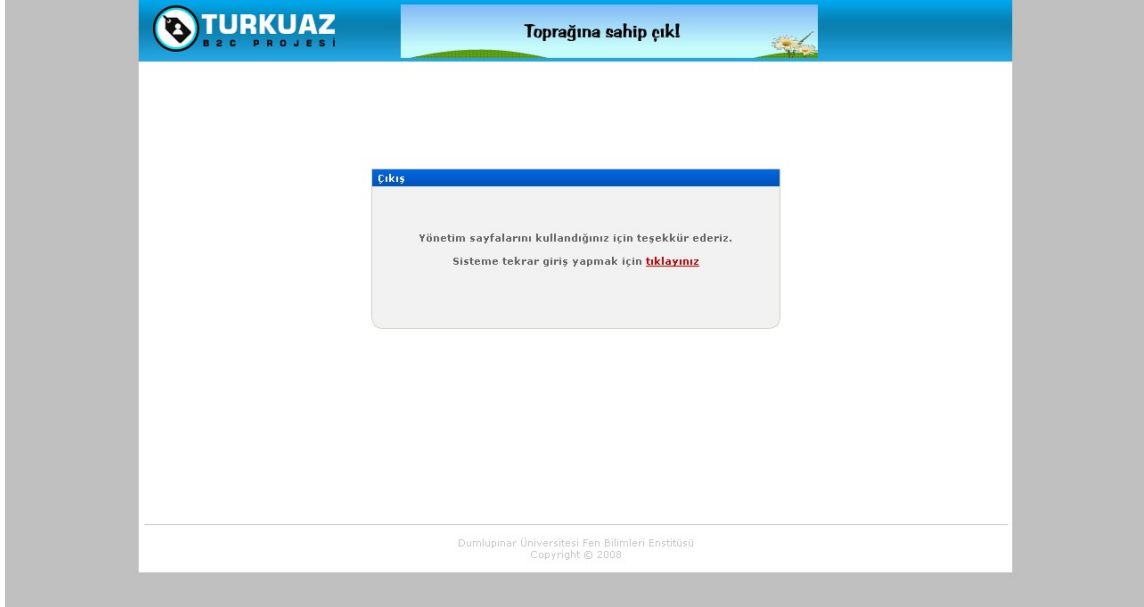 TURKUAZ
B2C PROJESİ
Toprağına sahip çık!
Çıkış
Yönetim sayfalarını kullandığınız için teşekkür ederiz.
Sisteme tekrar giriş yapmak için tıklayınız
Dumlupınar Üniversitesi Fen Bilimleri Enstitüsü
Copyright © 2008